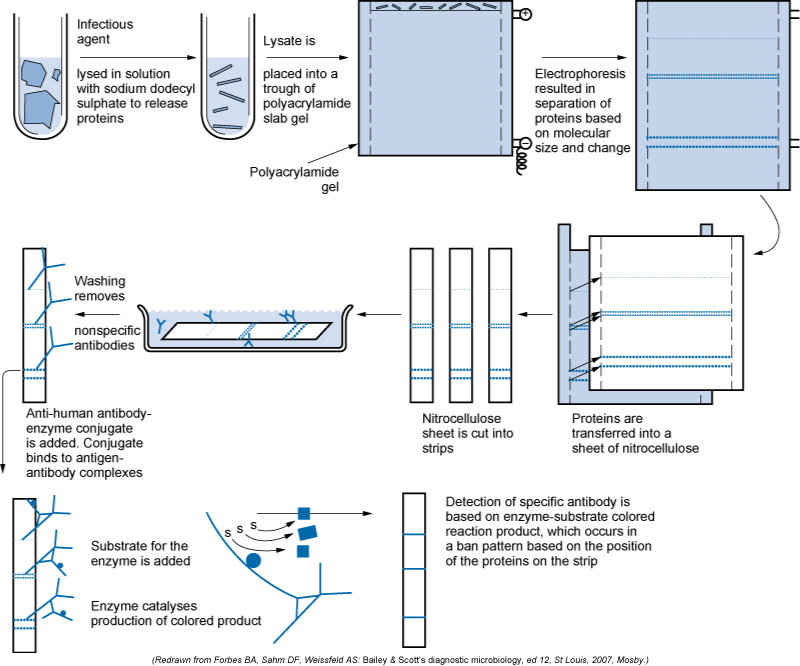 Infectious
agent
lysed in solution
with sodium dodecyl
sulphate to release
proteins
Lysate is
placed into a
trough of
polyacrylamide
slab gel
+
−
Polyacrylamide
gel
Electrophoresis
resulted in
separation of
proteins based
on molecular
size and change
Proteins are
transferred into a
sheet of nitrocellulose
Nitrocellulose
sheet is cut into
strips
Washing
removes
nonspecific
antibodies
Anti-human antibody-
enzyme conjugate
is added. Conjugate
binds to antigen-
antibody complexes
Substrate for the
enzyme is added
Enzyme catalyses
production of colored product
s s s
Detection of specific antibody is
based on enzyme-substrate colored
reaction product, which occurs in
a ban pattern based on the position
of the proteins on the strip
(Redrawn from Forbes BA, Sahm DF, Weissfeld AS: Bailey & Scott's diagnostic microbiology, ed 12, St Louis, 2007, Mosby.)